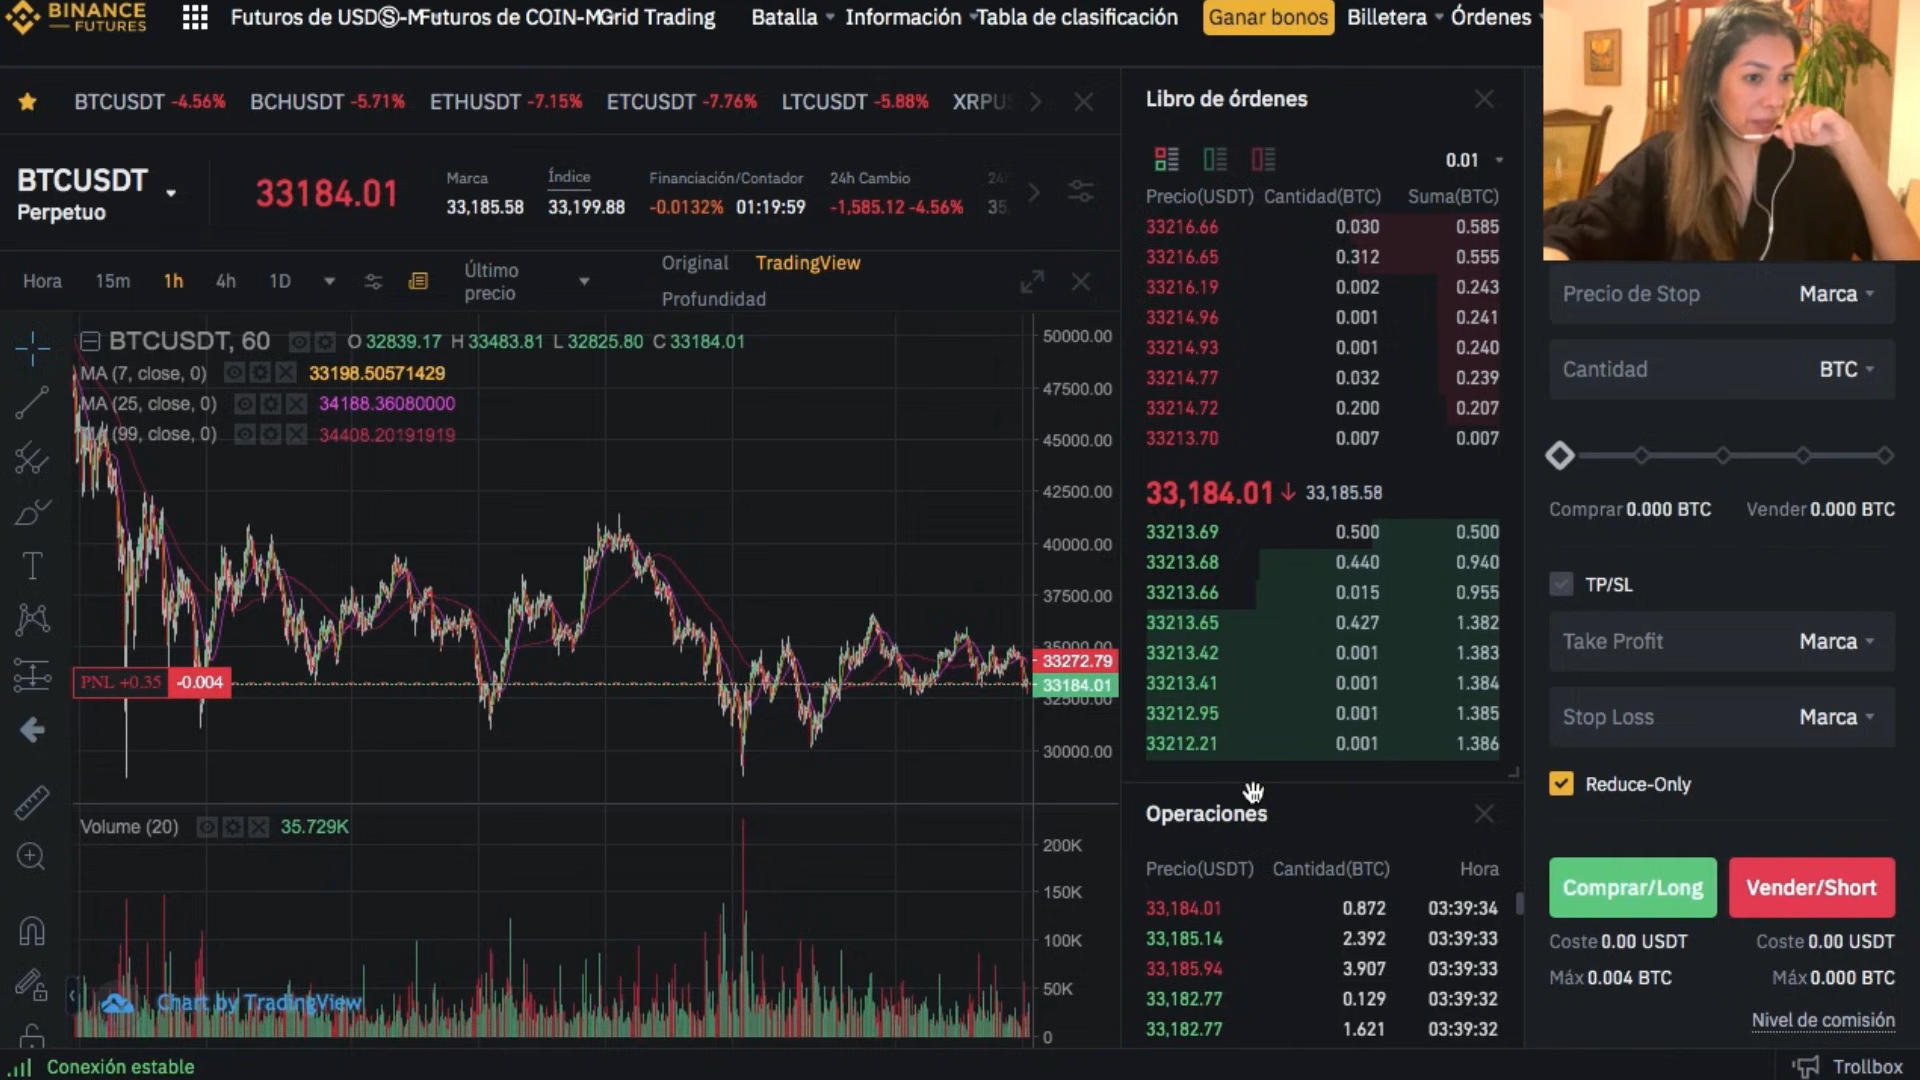 BINANCE
FUTURES
Futuros de USDⓈ-M
Futuros de COIN-M
Grid Trading
Batalla
Información
Tabla de clasificación
Ganar bonos
Billetera
Órdenes
BTCUSDT -4.56%
BCHUSDT -5.71%
ETHUSDT -7.15%
ETCUSDT -7.76%
LTCUSDT -5.88%
XRPUS
BTCUSDT
Perpetuo
33184.01
Marca
33,185.58
Índice
33,199.88
Financiación/Contador
-0.0132% 01:19:59
24h Cambio
-1,585.12 -4.56%
24
35,
Hora 15m 1h 4h 1D
Último precio
Original
TradingView
Profundidad
BTCUSDT, 60 O 32839.17 H 33483.81 L 32825.80 C 33184.01
MA (7, close, 0) 33198.50571429
MA (25, close, 0) 34188.36080000
MA (99, close, 0) 34408.20191919
50000.00
47500.00
45000.00
42500.00
40000.00
37500.00
35000.00
33272.79
33184.01
32500.00
30000.00
PNL +0.35 -0.004
Volume (20) 35.729K
200K
150K
100K
50K
0
Chart by TradingView
Libro de órdenes
0.01
Precio(USDT) Cantidad(BTC) Suma(BTC)
33216.66 0.030 0.585
33216.65 0.312 0.555
33216.19 0.002 0.243
33214.96 0.001 0.241
33214.93 0.001 0.240
33214.77 0.032 0.239
33214.72 0.200 0.207
33213.70 0.007 0.007
33,184.01↓ 33,185.58
33213.69 0.500 0.500
33213.68 0.440 0.940
33213.66 0.015 0.955
33213.65 0.427 1.382
33213.42 0.001 1.383
33213.41 0.001 1.384
33212.95 0.001 1.385
33212.21 0.001 1.386
Operaciones
Precio(USDT) Cantidad(BTC) Hora
33,184.01 0.872 03:39:34
33,185.14 2.392 03:39:33
33,185.94 3.907 03:39:33
33,182.77 0.129 03:39:32
33,182.77 1.621 03:39:32
Precio de Stop Marca
Cantidad BTC
Comprar 0.000 BTC Vender 0.000 BTC
TP/SL
Take Profit Marca
Stop Loss Marca
Reduce-Only
Comprar/Long Vender/Short
Coste 0.00 USDT Coste 0.00 USDT
Máx 0.004 BTC Máx 0.000 BTC
Nivel de comisión
Conexión estable
Trollbox